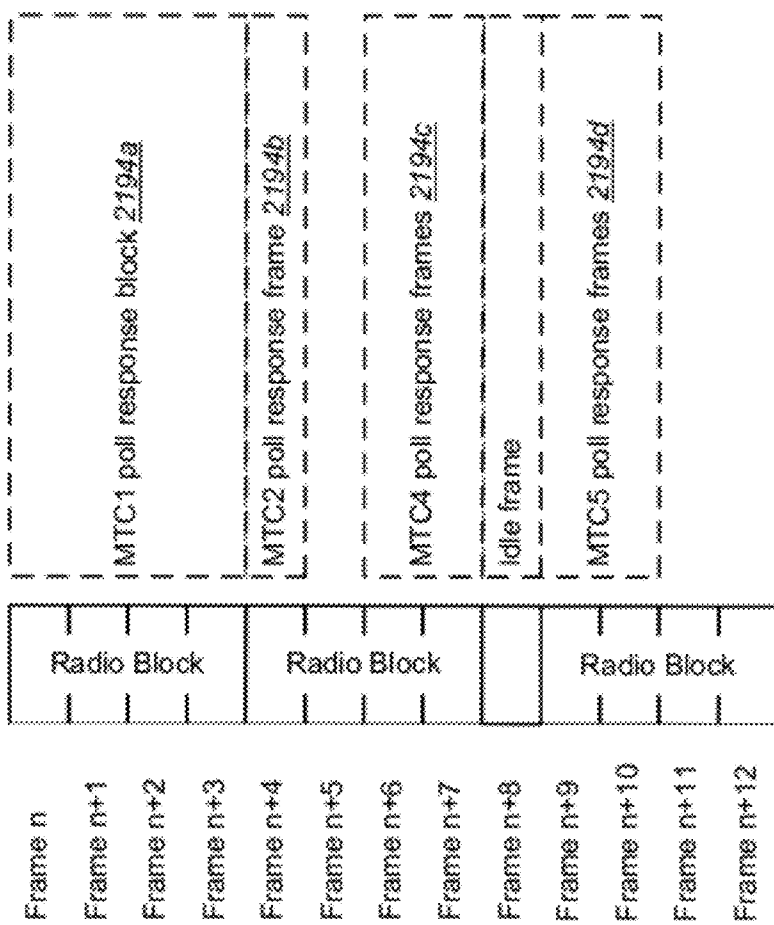 Frame n
Frame n+1
Frame n+2
Frame n+3
Frame n+4
Frame n+5
Frame n+6
Frame n+7
Frame n+8
Frame n+9
Frame n+10
Frame n+11
Frame n+12
Radio Block
Radio Block
Radio Block
MTC1 poll response block 2194a
MTC2 poll response frame 2194b
MTC4 poll response frames 2194c
Idle frame
MTC5 poll response frames 2194d